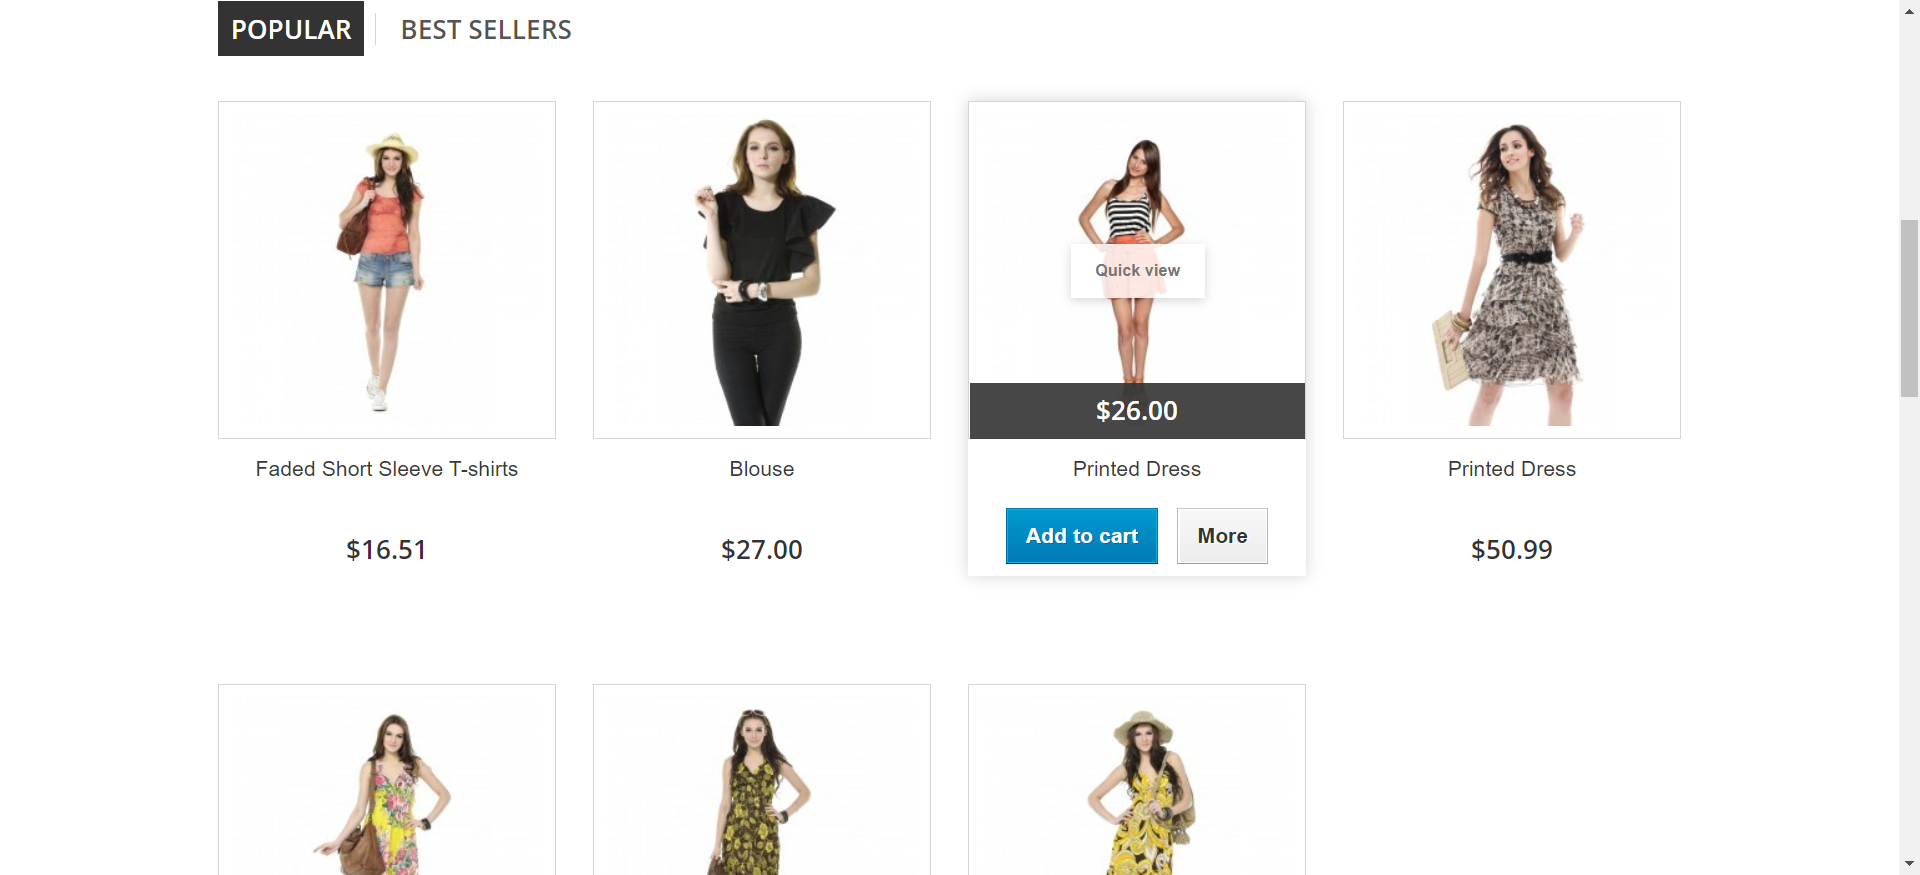 POPULAR
BEST SELLERS
Quick view
$26.00
Faded Short Sleeve T-shirts
Blouse
Printed Dress
Printed Dress
$16.51
$27.00
Add to cart
More
$50.99